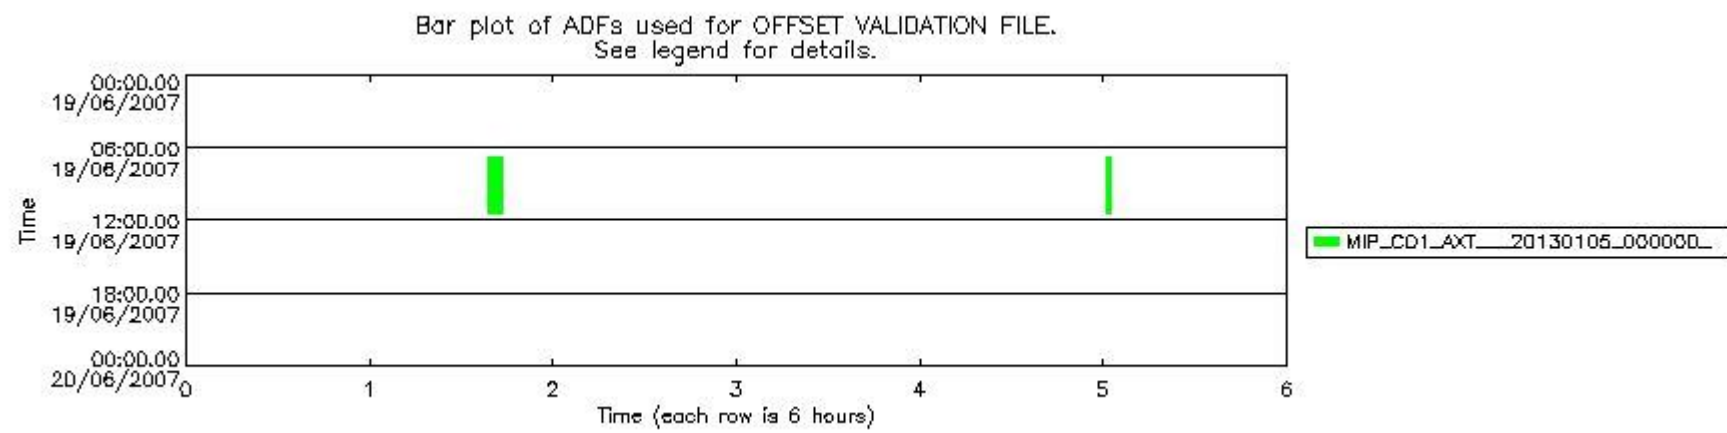 Bar plot of ADFs used for OFFSET VALIDATION FILE.
See legend for details.
00:00.00
19/06/2007
06:00.00
19/06/2007
12:00.00
19/06/2007
18:00.00
19/06/2007
00:00.00
20/06/2007
Time
0 1 2 3 4 5 6
Time (each row is 6 hours)
MIP_CO1_AXT___20130105_000000_